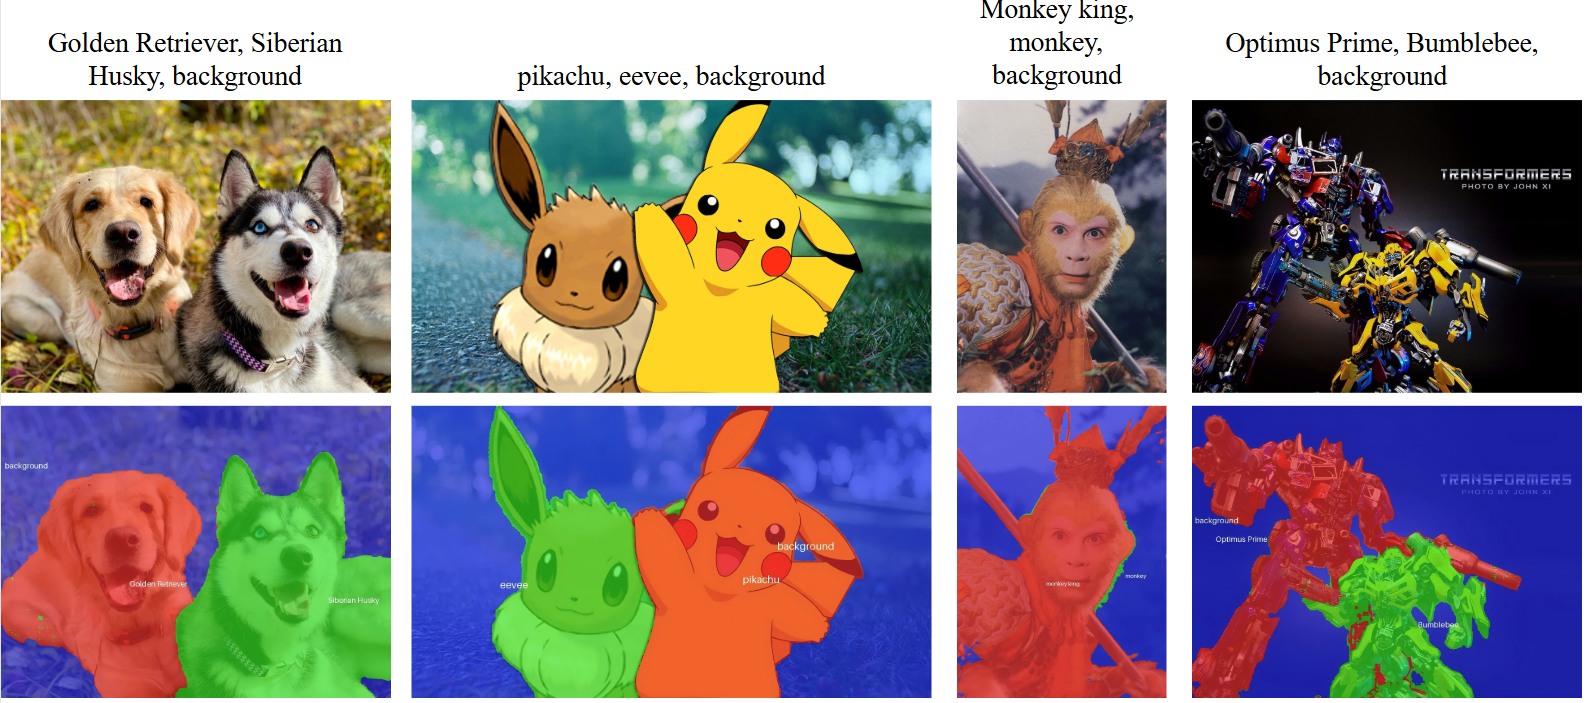 Golden Retriever, Siberian
Husky, background
pikachu, eevee, background
Monkey king,
monkey,
background
Optimus Prime, Bumblebee,
background
TRANSFORMERS
PHOTO BY JOHN XI
background
Golden Retriever
Siberian Husky
eevee
background
pikachu
monkey king
monkey
TRANSFORMERS
PHOTO BY JOHN XI
background
Optimus Prime
Bumblebee